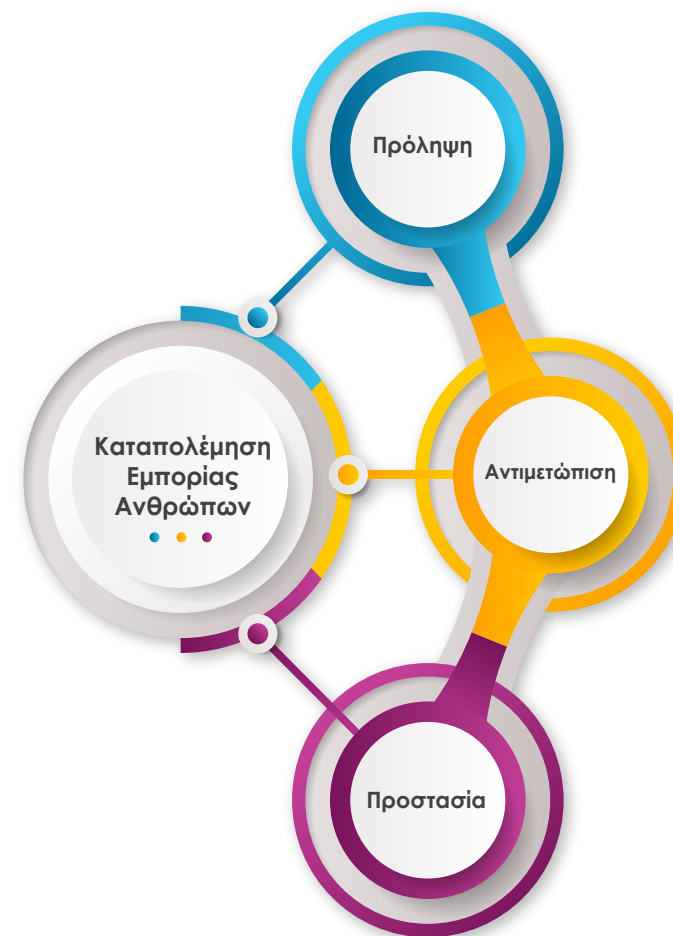 Πρόληψη
Καταπολέμηση
Εμπορίας
Ανθρώπων
Αντιμετώπιση
Προστασία